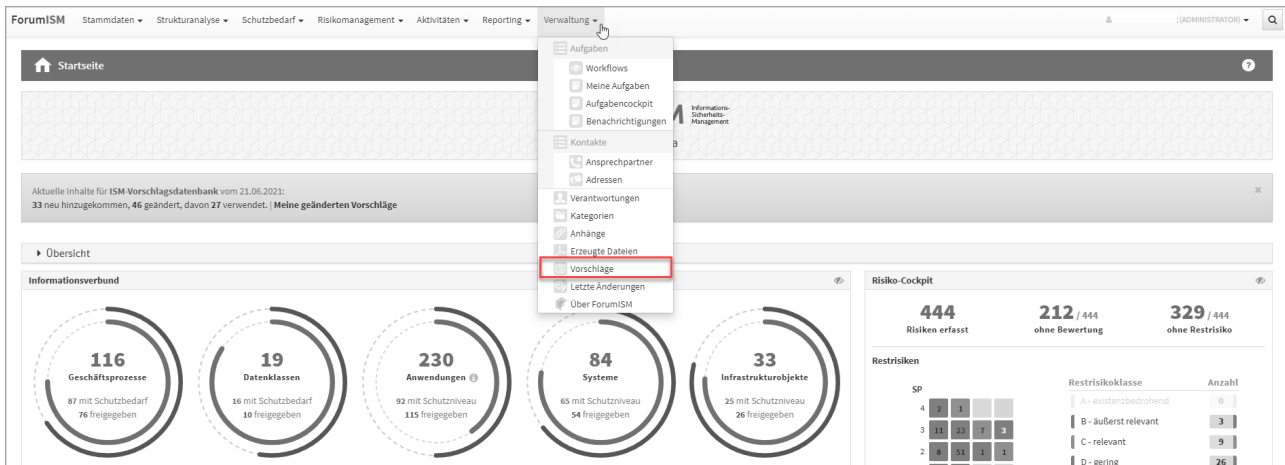 ForumISM Stammdaten Strukturanalyse Schutzbedarf Risikomanagement Aktivitäten Reporting Verwaltung : (ADMINISTRATOR)
Startseite
Aufgaben
Workflows
Meine Aufgaben
Aufgabencockpit
Benachrichtigungen
Kontakte
Ansprechpartner
Adressen
Verantwortungen
Kategorien
Anhänge
Erzeugte Dateien
Vorschläge
Letzte Änderungen
Über ForumISM
M
Informations-
Sicherheits-
Management
a
Aktuelle Inhalte für ISM-Vorschlagsdatenbank vom 21.06.2021:
33 neu hinzugekommen, 46 geändert, davon 27 verwendet. | Meine geänderten Vorschläge
Übersicht
Informationsverbund
116
Geschäftsprozesse
87 mit Schutzbedarf
76 freigegeben
19
Datenklassen
16 mit Schutzbedarf
10 freigegeben
230
Anwendungen
92 mit Schutzniveau
115 freigegeben
84
Systeme
65 mit Schutzniveau
54 freigegeben
33
Infrastrukturobjekte
25 mit Schutzniveau
26 freigegeben
Risiko-Cockpit
444
Risiken erfasst
212 / 444
ohne Bewertung
329 / 444
ohne Restrisiko
Restrisiken
SP
4 2 1
3 11 23 7 3
2 8 51 1 1
Restrisikoklasse Anzahl
A - existenzbedrohend 0
B - äußerst relevant 3
C - relevant 9
D - gering 26